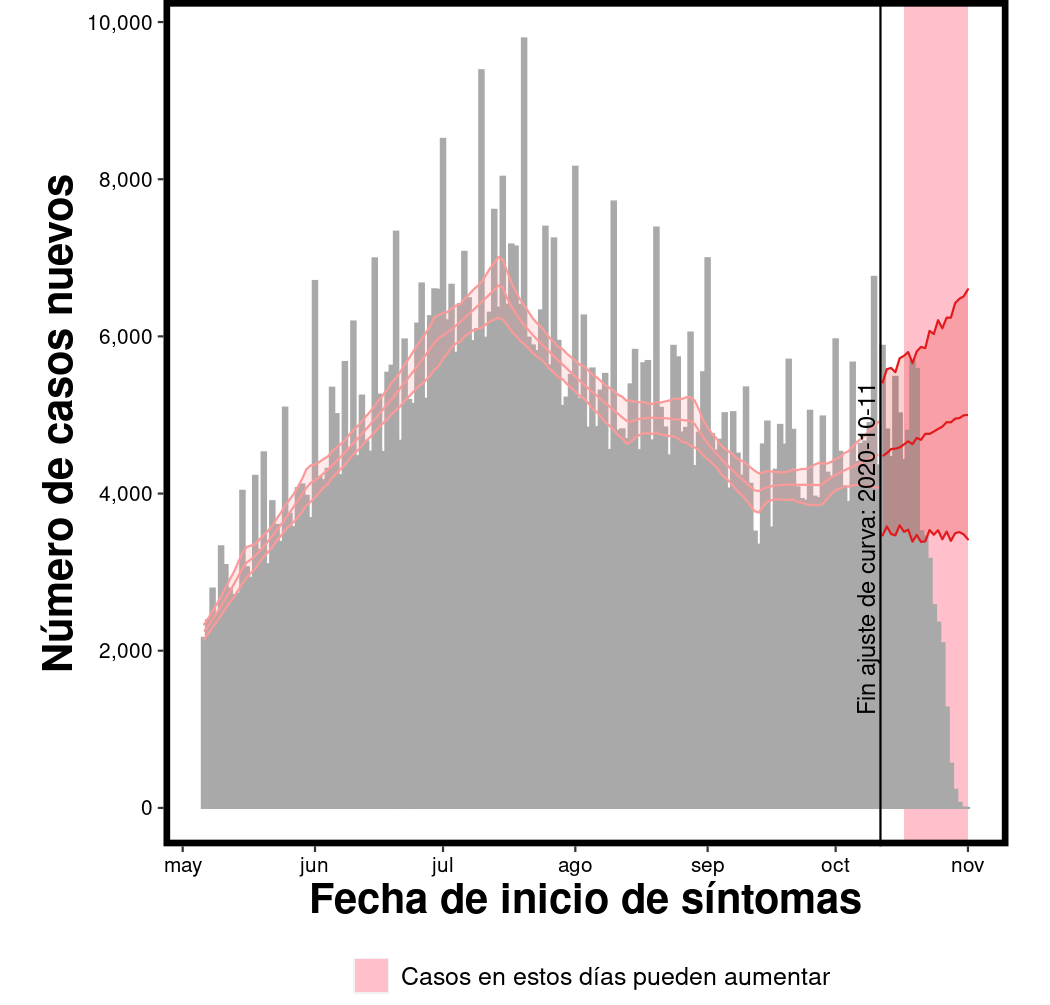 Número de casos nuevos
10,000
8,000
6,000
4,000
2,000
0
Fin ajuste de curva: 2020-10-11
may jun jul ago sep oct nov
Fecha de inicio de síntomas
Casos en estos días pueden aumentar